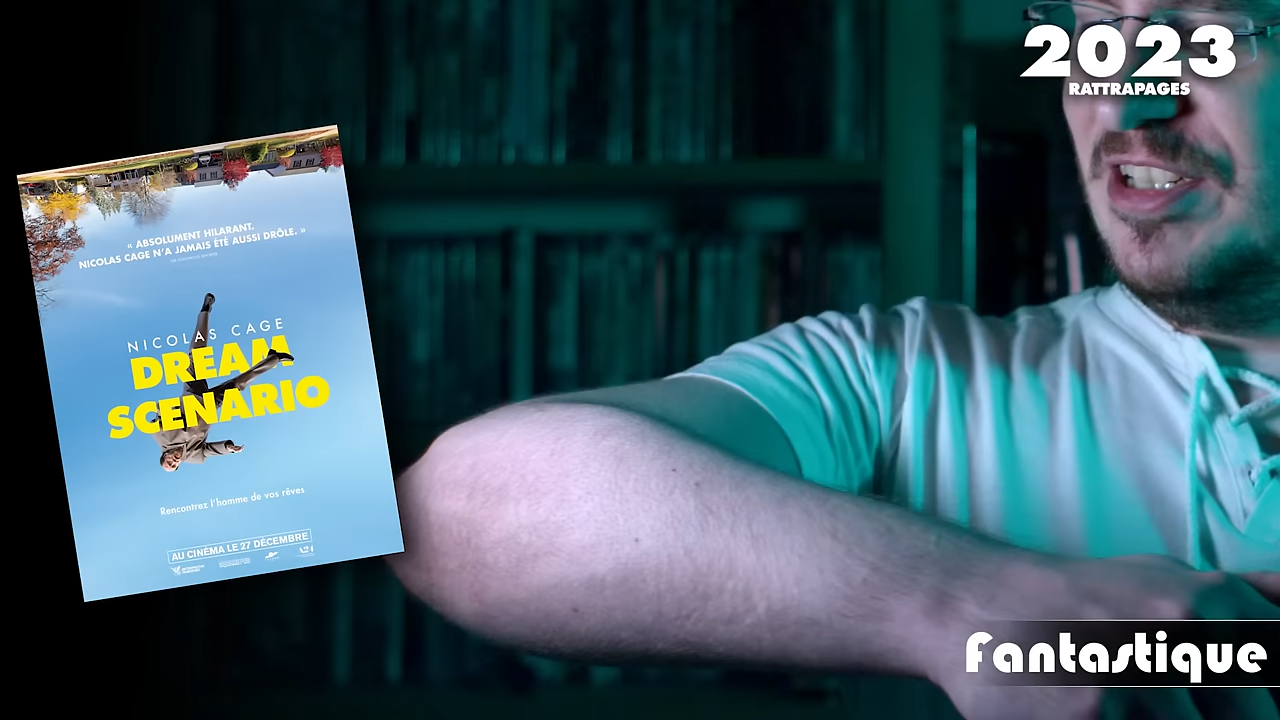 2023
RATTRAPAGES
« ABSOLUMENT HILARANT.
NICOLAS CAGE N'A JAMAIS ÉTÉ AUSSI DRÔLE. »
NICOLAS CAGE
DREAM
SCENARIO
Rencontrez l'homme de vos rêves
AU CINÉMA LE 27 DÉCEMBRE
A24
Fantastique